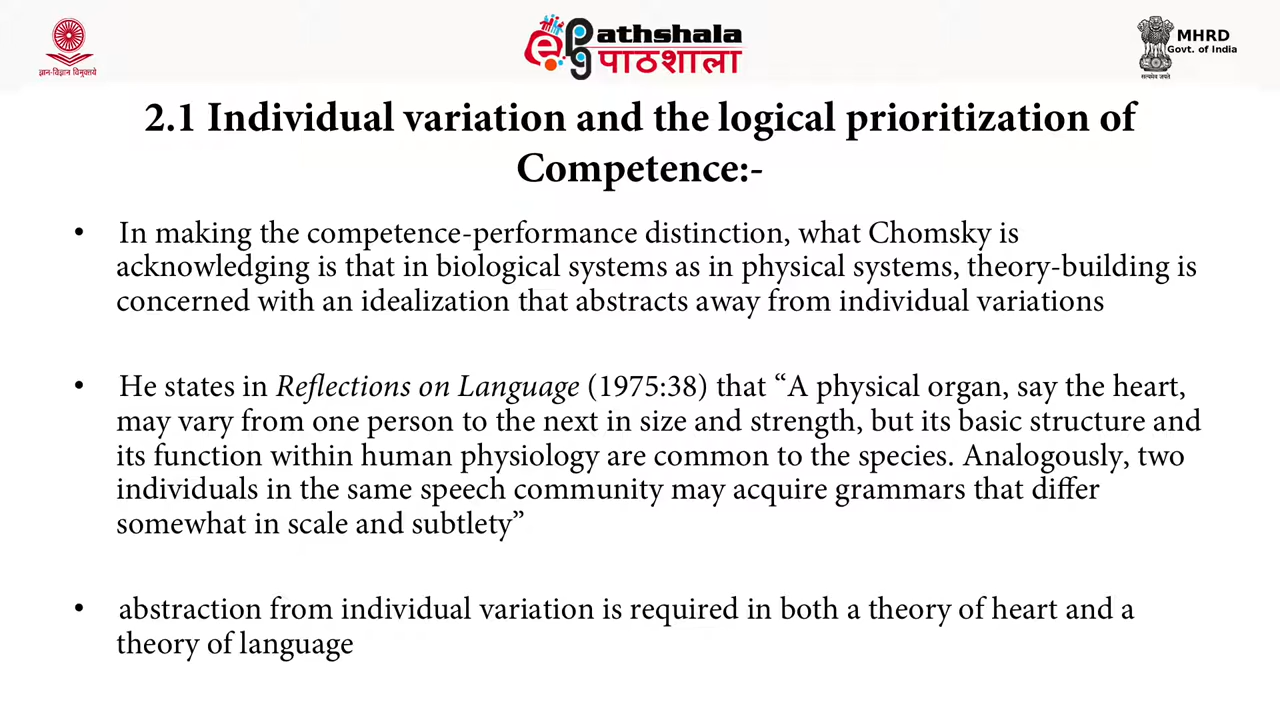 ज्ञान-विज्ञान विमुक्तये
e Pg athshala
पाठशाला
MHRD
Govt. of India
सत्यमेव जयते
2.1 Individual variation and the logical prioritization of
Competence:-
• In making the competence-performance distinction, what Chomsky is
acknowledging is that in biological systems as in physical systems, theory-building is
concerned with an idealization that abstracts away from individual variations
• He states in Reflections on Language (1975:38) that “A physical organ, say the heart,
may vary from one person to the next in size and strength, but its basic structure and
its function within human physiology are common to the species. Analogously, two
individuals in the same speech community may acquire grammars that differ
somewhat in scale and subtlety”
• abstraction from individual variation is required in both a theory of heart and a
theory of language